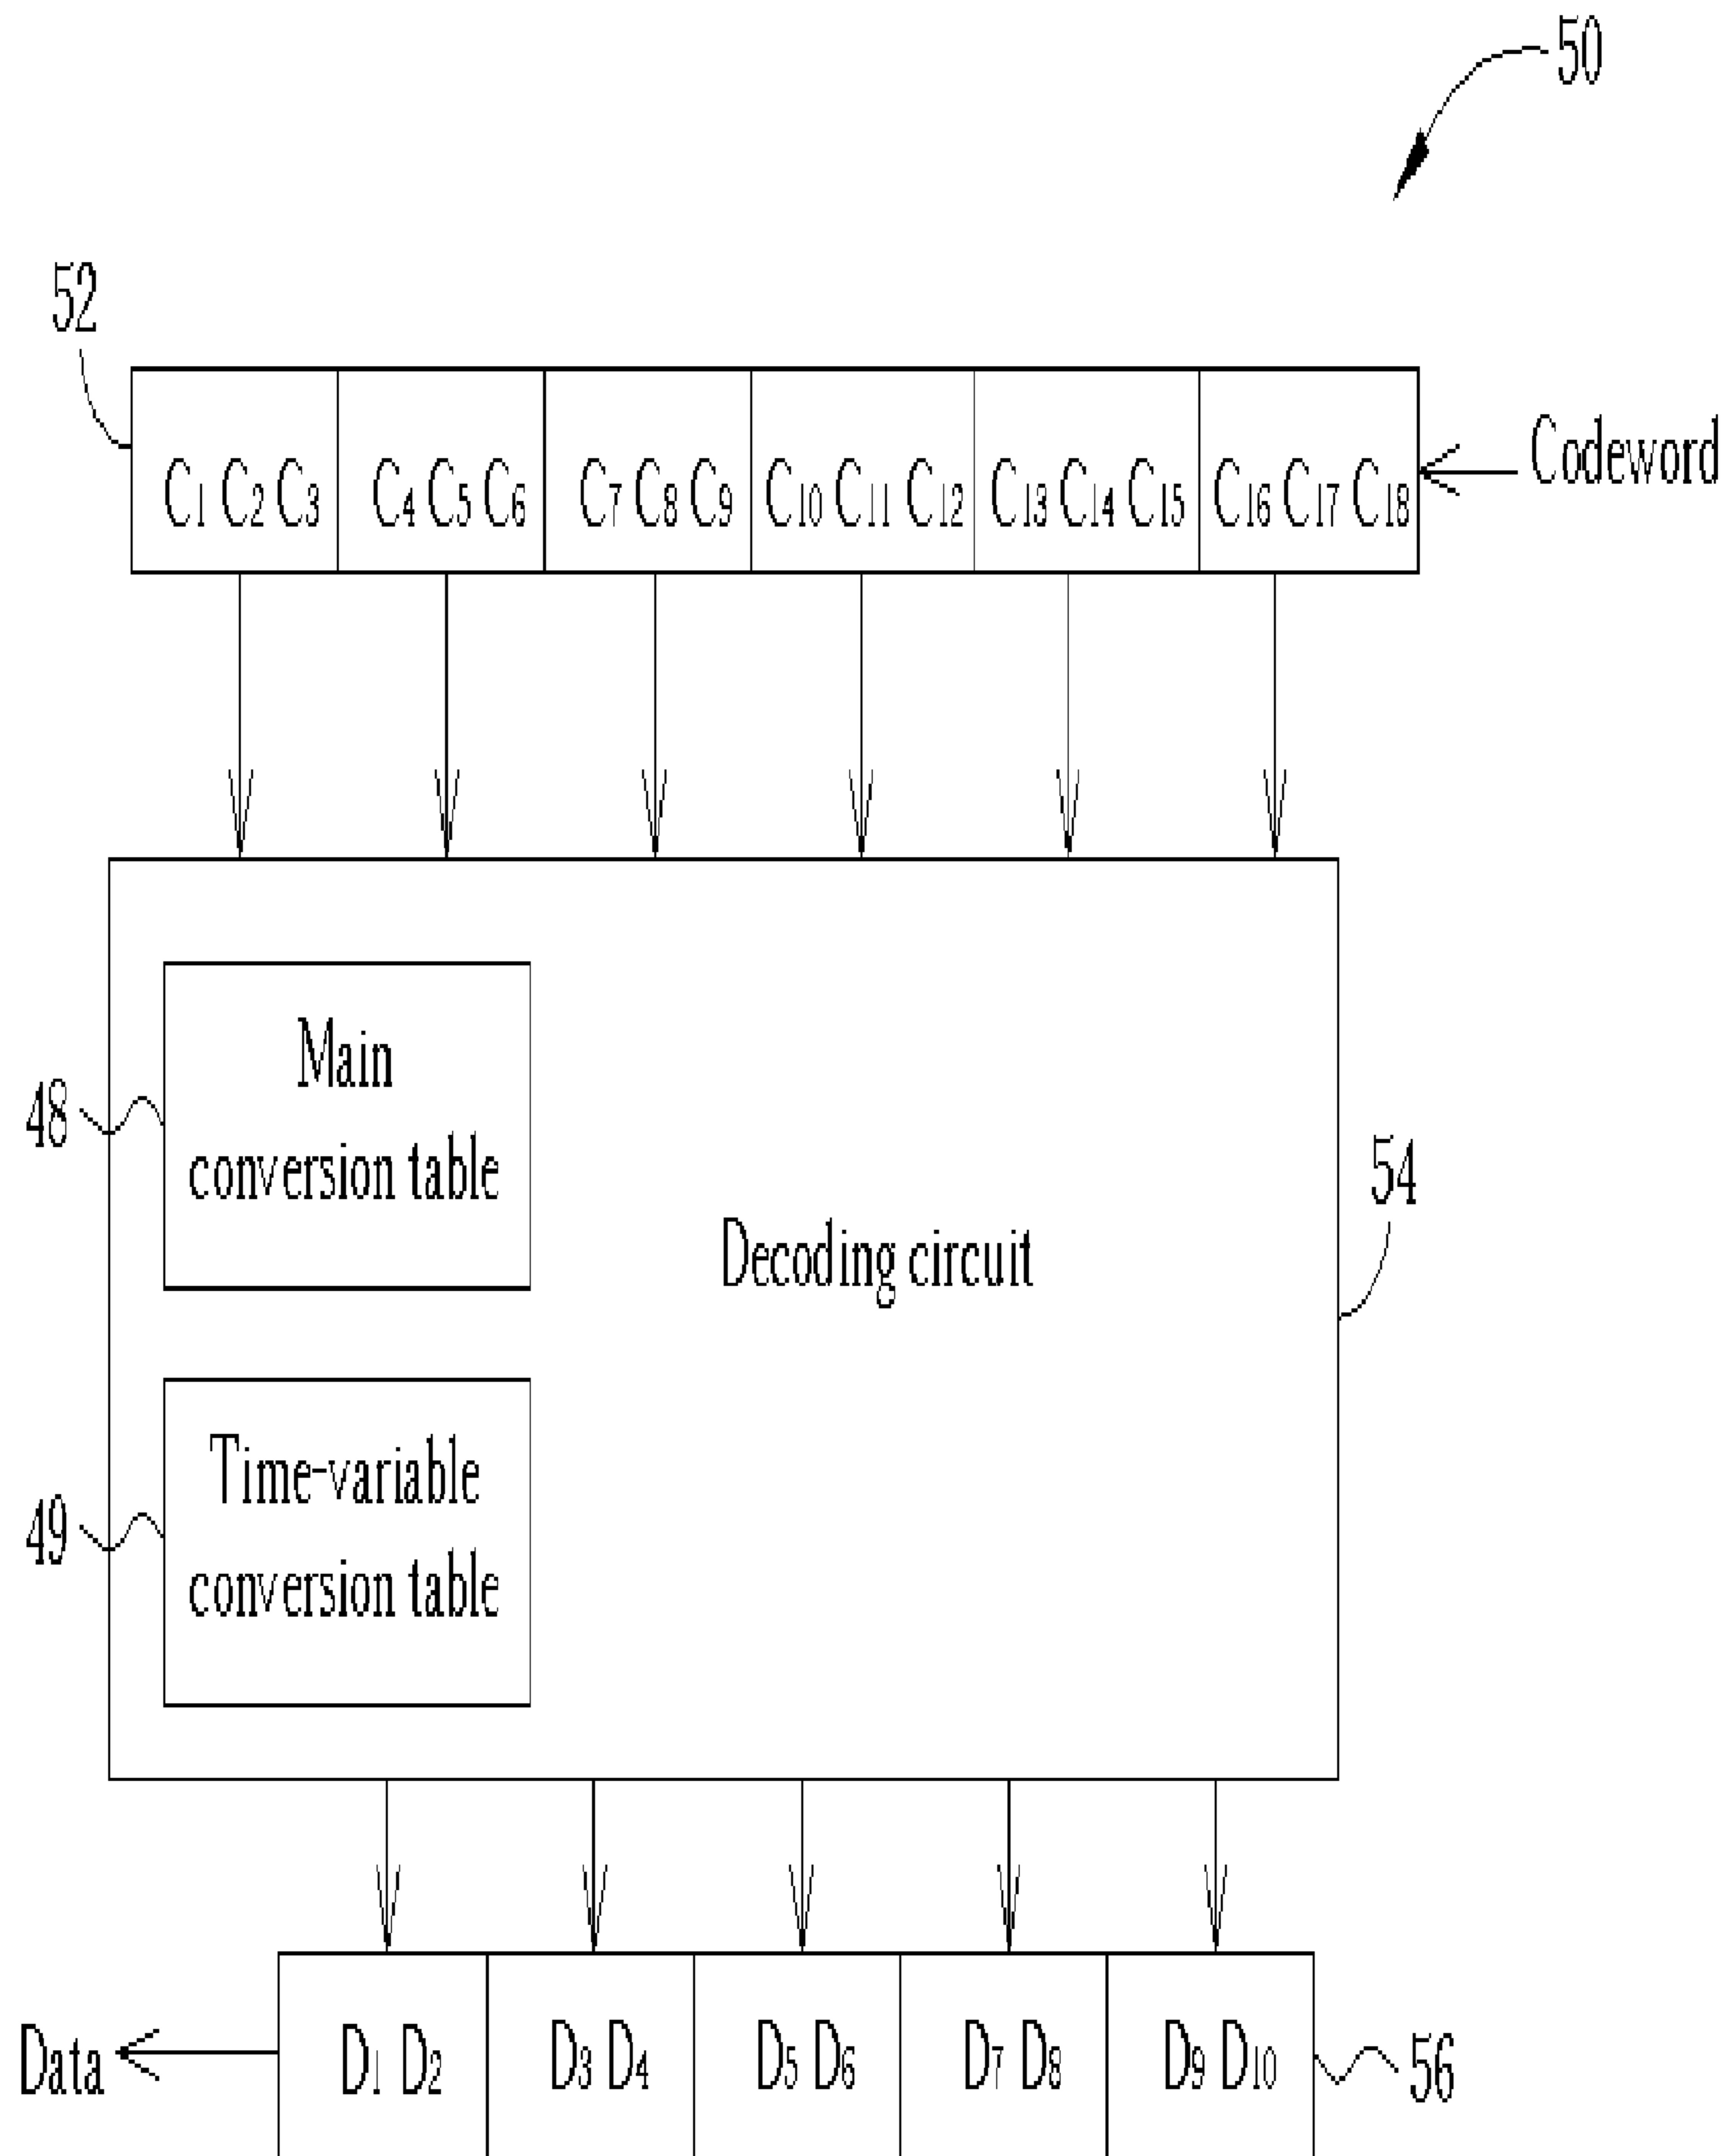 50
52
C1 C2 C3 C4 C5 C6 C7 C8 C9 C10 C11 C12 C13 C14 C15 C16 C17 C18
Codeword
Main
conversion table
48
54
Decoding circuit
Time-variable
conversion table
49
Data
D1 D2 D3 D4 D5 D6 D7 D8 D9 D10
56